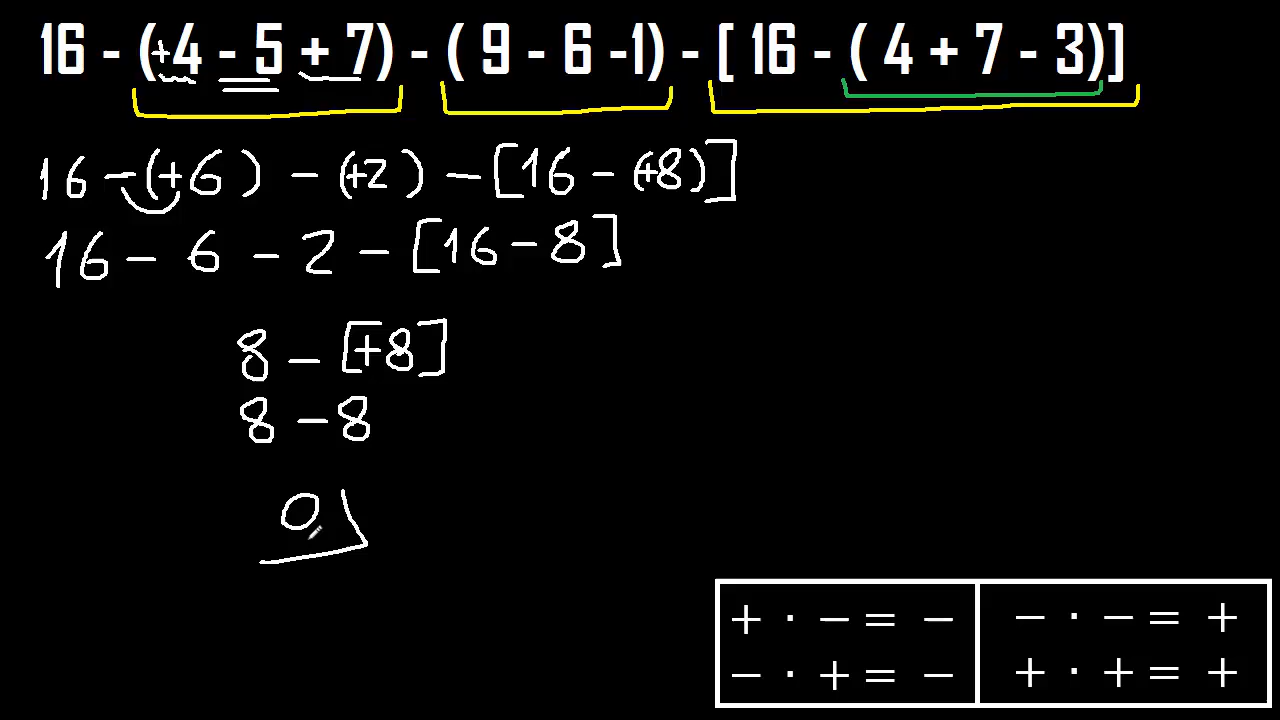 16 - (+4 - 5 + 7) - ( 9 - 6 -1) - [ 16 - ( 4 + 7 - 3)]
16 - (+6) - (+2) - [16 - (+8)]
16 - 6 - 2 - [16 - 8]
8 - [+8]
8 - 8
0
+ · - = -
- · + = -
- · - = +
+ · + = +